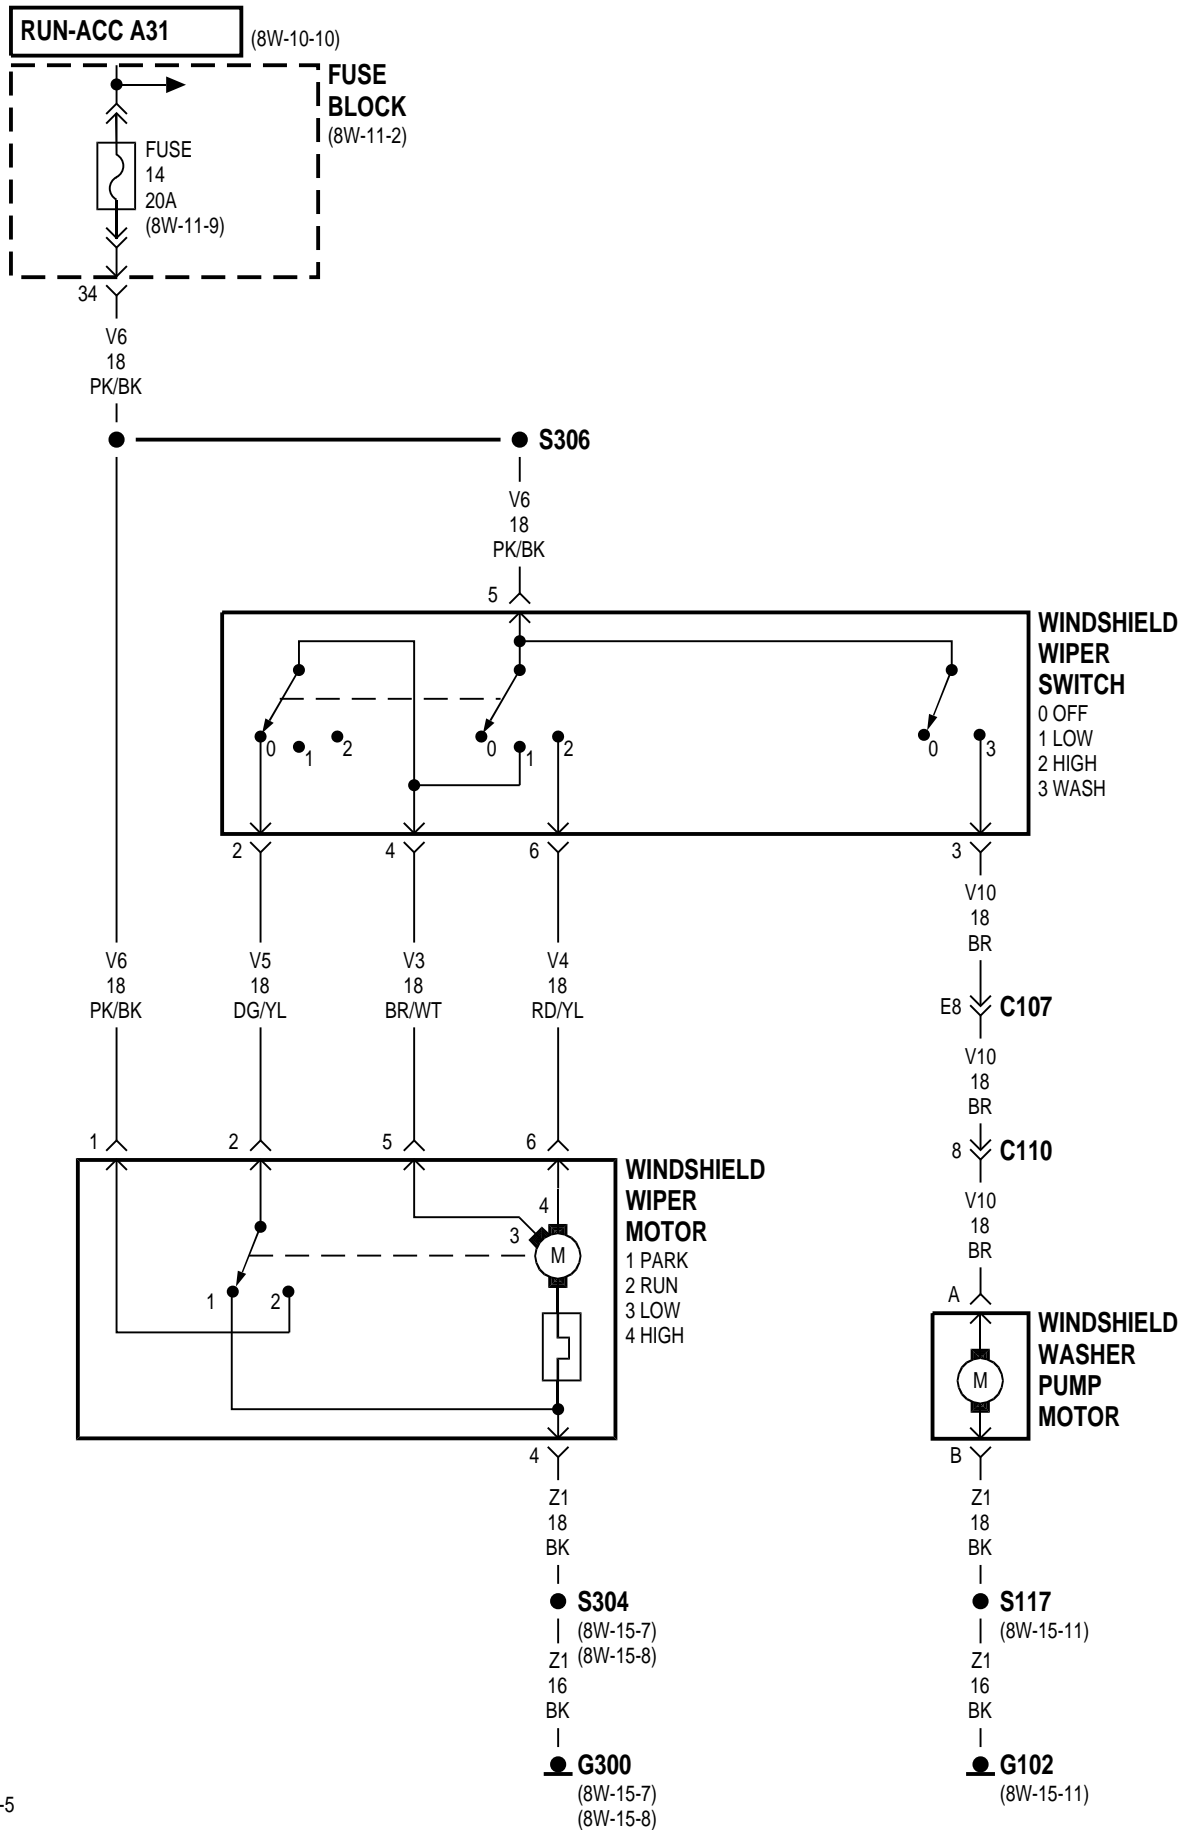 RUN-ACC A31
(8W-10-10)
FUSE
BLOCK
(8W-11-2)
FUSE
14
20A
(8W-11-9)
34
V6
18
PK/BK
S306
V6
18
PK/BK
5
WINDSHIELD
WIPER
SWITCH
0 OFF
1 LOW
2 HIGH
3 WASH
0
1
2
0
1
2
0
3
2
4
6
3
V10
18
BR
V6
18
PK/BK
V5
18
DG/YL
V3
18
BR/WT
V4
18
RD/YL
E8
C107
V10
18
BR
8
C110
V10
18
BR
1
2
5
6
WINDSHIELD
WIPER
MOTOR
1 PARK
2 RUN
3 LOW
4 HIGH
4
3
M
1
2
A
WINDSHIELD
WASHER
PUMP
MOTOR
M
4
B
Z1
18
BK
Z1
18
BK
S304
(8W-15-7)
(8W-15-8)
S117
(8W-15-11)
Z1
16
BK
Z1
16
BK
G300
(8W-15-7)
(8W-15-8)
G102
(8W-15-11)
-5